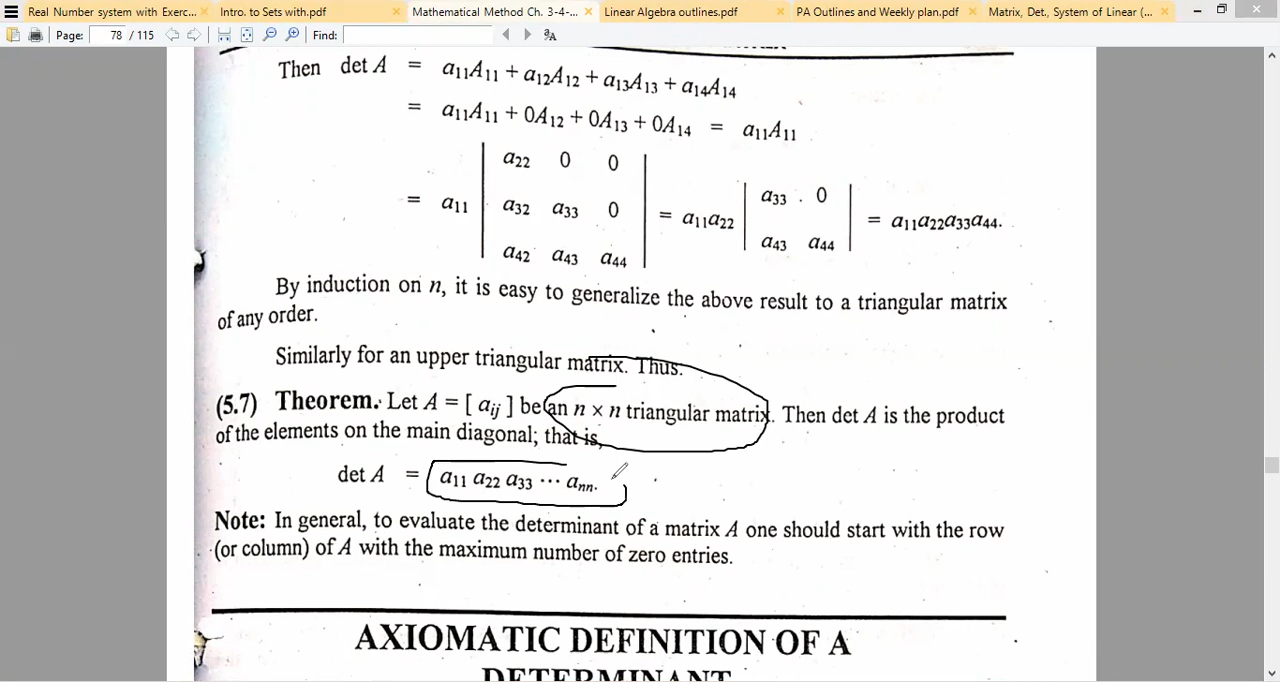 Real Number system with Exerc...
Intro. to Sets with.pdf
Mathematical Method Ch. 3-4-...
Linear Algebra outlines.pdf
PA Outlines and Weekly plan.pdf
Matrix, Det., System of Linear (...
Page: 78 / 115 Find:
Then det A = a11A11 + a12A12 + a13A13 + a14A14
= a11A11 + 0A12 + 0A13 + 0A14 = a11A11
a22 0 0
= a11 | a32 a33 0 | = a11a22 | a33 0 | = a11a22a33a44.
a42 a43 a44 a43 a44
By induction on n, it is easy to generalize the above result to a triangular matrix
of any order.
Similarly for an upper triangular matrix. Thus.
(5.7) Theorem. Let A = [ aij ] be an n × n triangular matrix. Then det A is the product
of the elements on the main diagonal; that is,
det A = a11 a22 a33 ··· ann.
Note: In general, to evaluate the determinant of a matrix A one should start with the row
(or column) of A with the maximum number of zero entries.
AXIOMATIC DEFINITION OF A
DETERMINANT